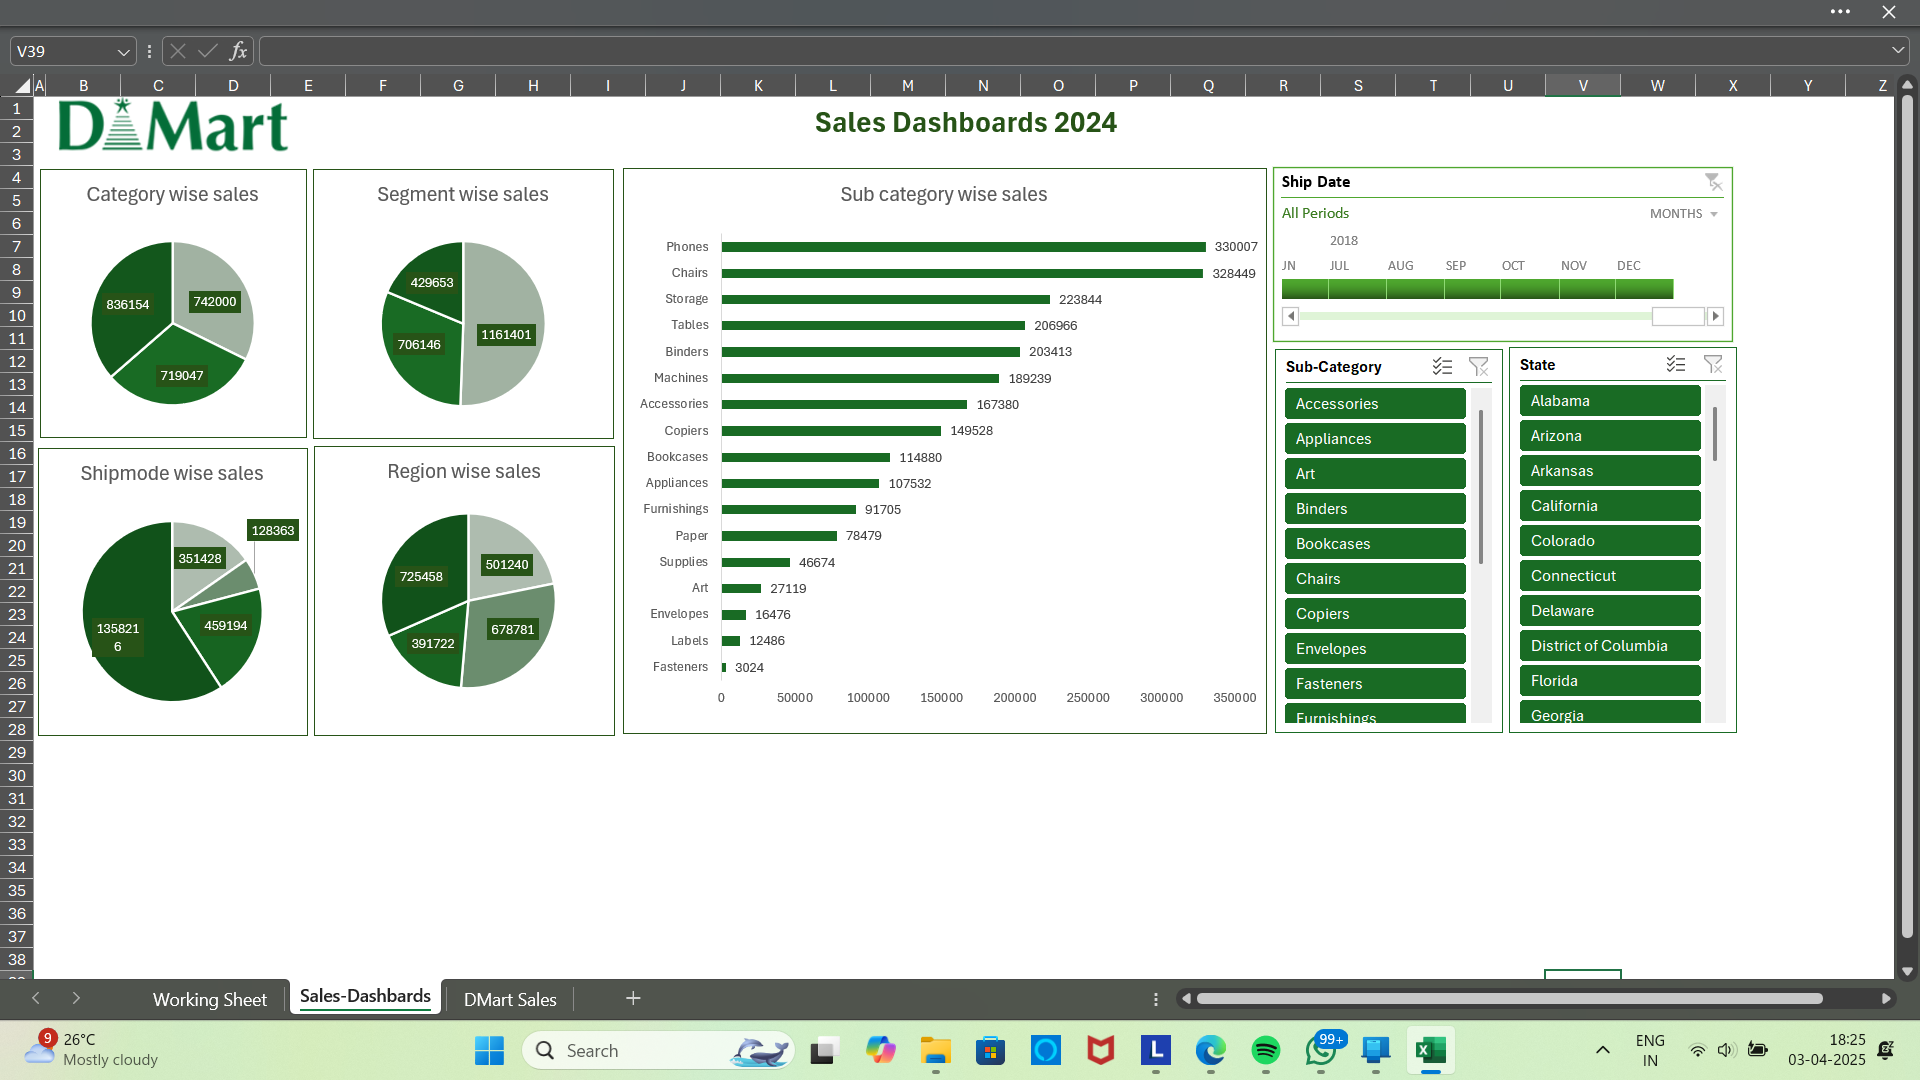 V39
fx
A B C D E F G H I J K L M N O P Q R S T U V W X Y Z
1
2
3
4
5
6
7
8
9
10
11
12
13
14
15
16
17
18
19
20
21
22
23
24
25
26
27
28
29
30
31
32
33
34
35
36
37
38
DMart
Sales Dashboards 2024
Category wise sales
836154
742000
719047
Segment wise sales
429653
706146
1161401
Shipmode wise sales
128363
351428
459194
135821
6
Region wise sales
725458
501240
391722
678781
Sub category wise sales
Phones 330007
Chairs 328449
Storage 223844
Tables 206966
Binders 203413
Machines 189239
Accessories 167380
Copiers 149528
Bookcases 114880
Appliances 107532
Furnishings 91705
Paper 78479
Supplies 46674
Art 27119
Envelopes 16476
Labels 12486
Fasteners 3024
0 50000 100000 150000 200000 250000 300000 350000
Ship Date
All Periods MONTHS
2018
JN JUL AUG SEP OCT NOV DEC
Sub-Category
Accessories
Appliances
Art
Binders
Bookcases
Chairs
Copiers
Envelopes
Fasteners
Furnishings
State
Alabama
Arizona
Arkansas
California
Colorado
Connecticut
Delaware
District of Columbia
Florida
Georgia
Working Sheet Sales-Dashbards DMart Sales
9
26°C
Mostly cloudy
Search
L
99+
ENG
IN
18:25
03-04-2025